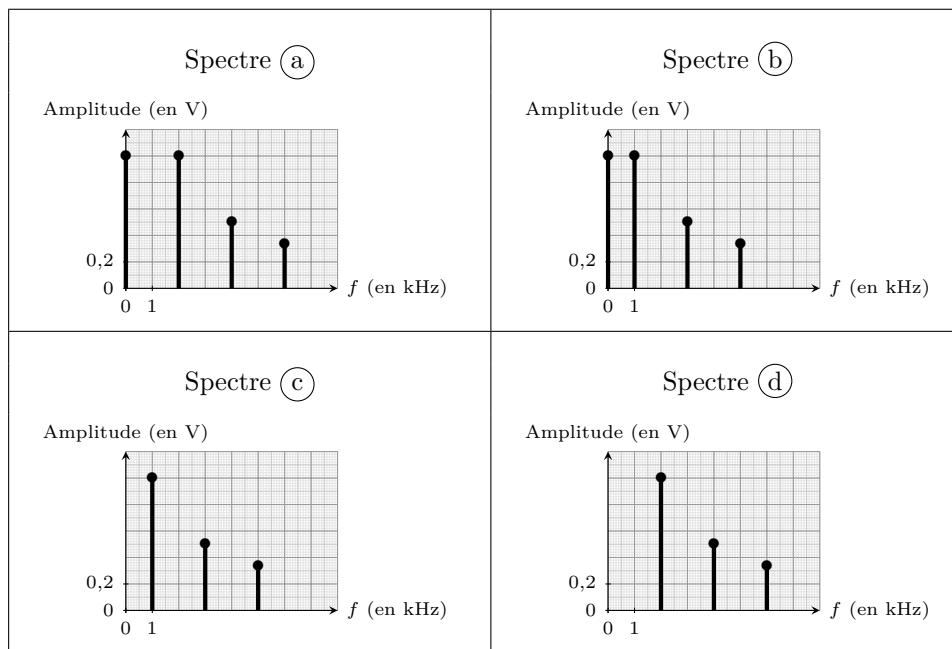 Spectre a
Amplitude (en V)
0,2
0
0 1
f (en kHz)
Spectre b
Amplitude (en V)
0,2
0
0 1
f (en kHz)
Spectre c
Amplitude (en V)
0,2
0
0 1
f (en kHz)
Spectre d
Amplitude (en V)
0,2
0
0 1
f (en kHz)